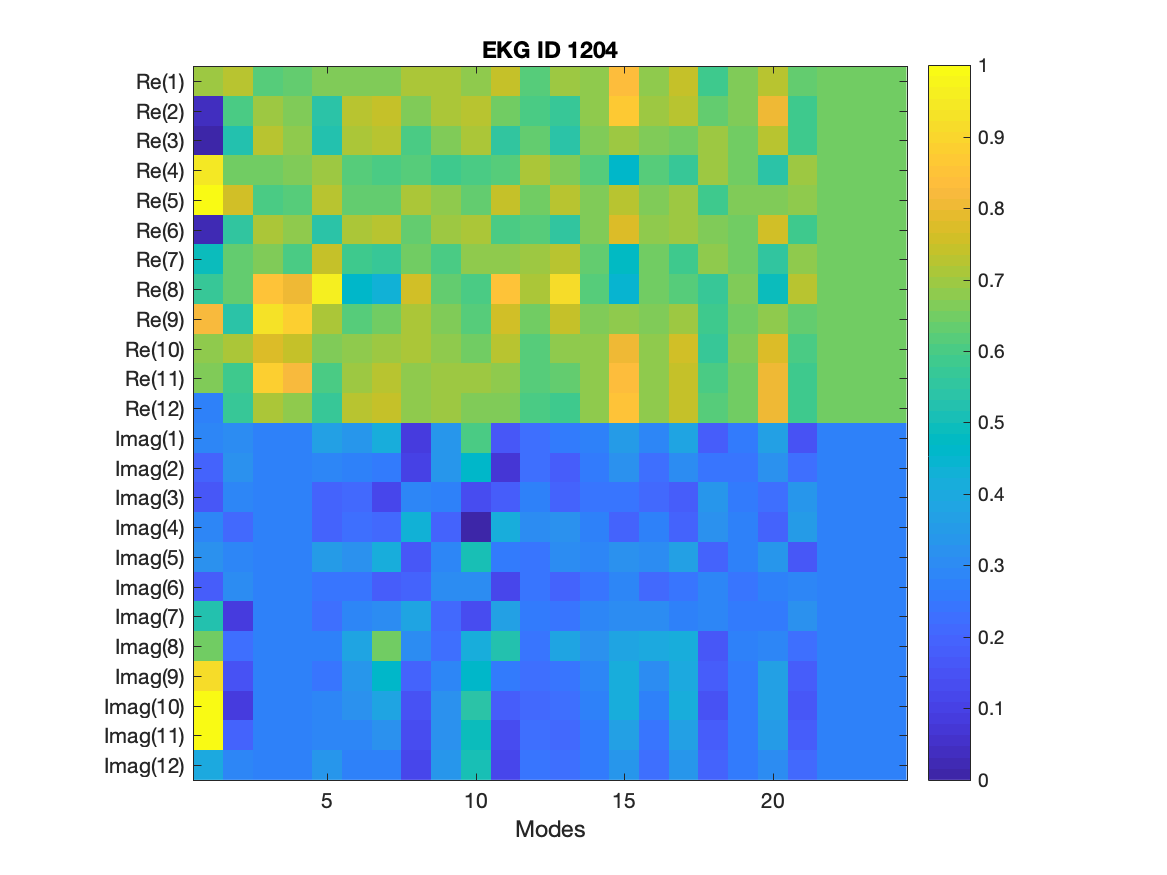 EKG ID 1204
Re(1)
Re(2)
Re(3)
Re(4)
Re(5)
Re(6)
Re(7)
Re(8)
Re(9)
Re(10)
Re(11)
Re(12)
Imag(1)
Imag(2)
Imag(3)
Imag(4)
Imag(5)
Imag(6)
Imag(7)
Imag(8)
Imag(9)
Imag(10)
Imag(11)
Imag(12)
5 10 15 20
Modes
1
0.9
0.8
0.7
0.6
0.5
0.4
0.3
0.2
0.1
0